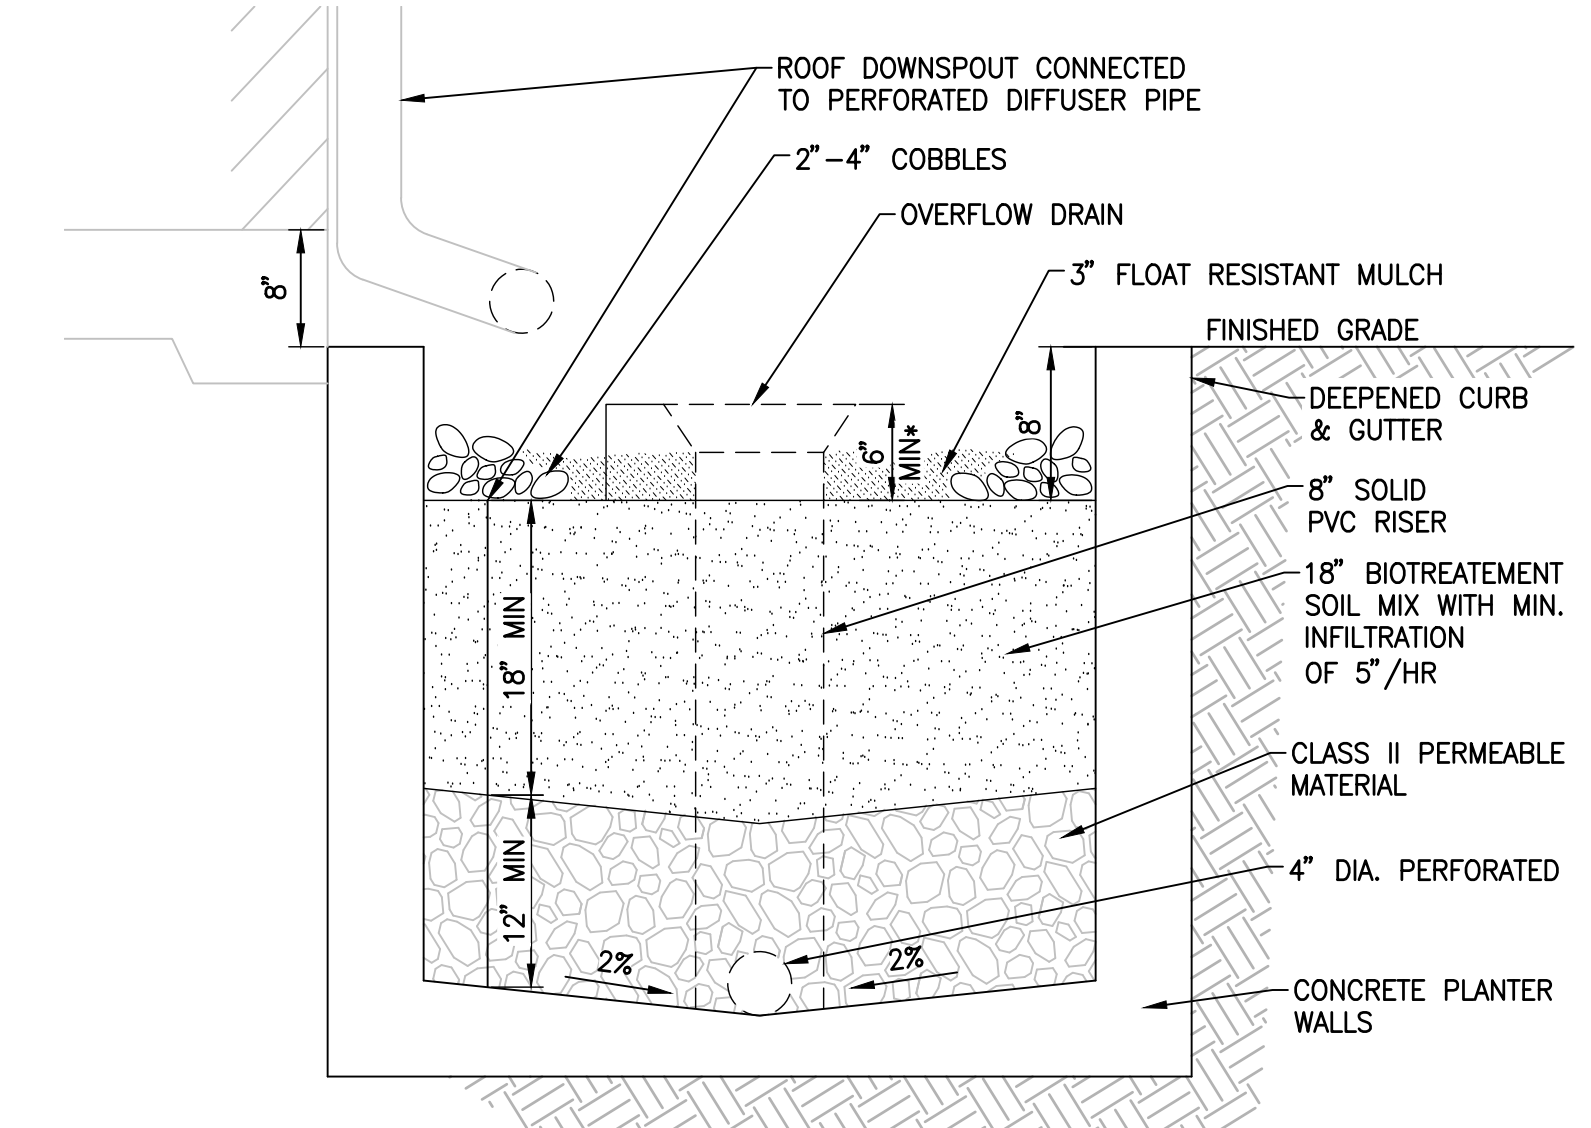 ROOF DOWNSPOUT CONNECTED
TO PERFORATED DIFFUSER PIPE
2"-4" COBBLES
OVERFLOW DRAIN
3" FLOAT RESISTANT MULCH
FINISHED GRADE
8"
DEEPENED CURB
& GUTTER
8"
6"
MIN*
8" SOLID
PVC RISER
18" BIOTREATEMENT
SOIL MIX WITH MIN.
INFILTRATION
OF 5"/HR
18" MIN
CLASS II PERMEABLE
MATERIAL
12" MIN
4" DIA. PERFORATED
2%
2%
CONCRETE PLANTER
WALLS